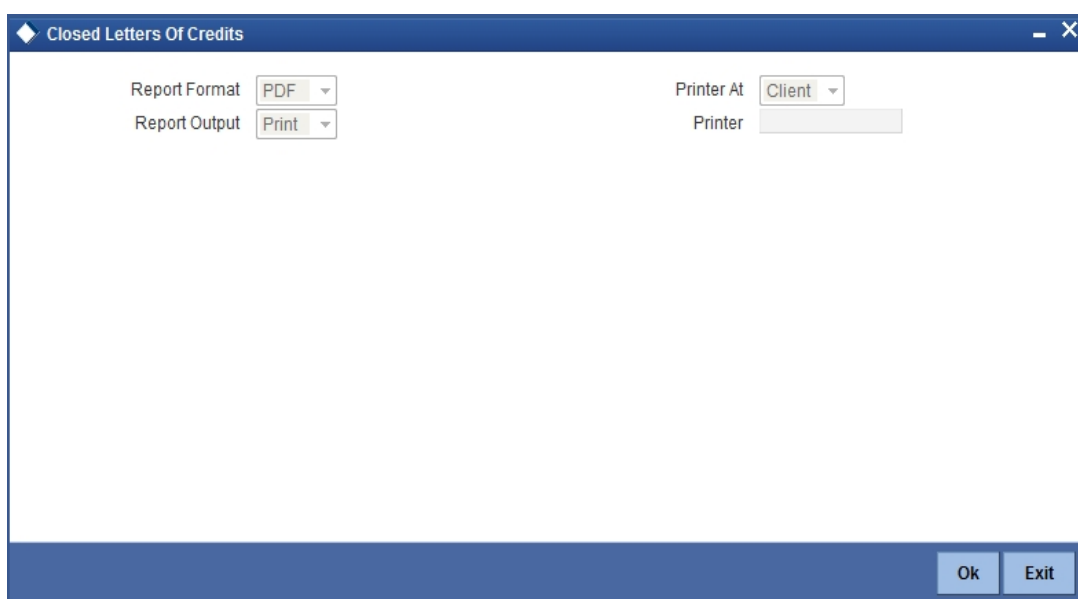 Closed Letters Of Credits
Report Format PDF Printer At Client
Report Output Print Printer
Ok Exit